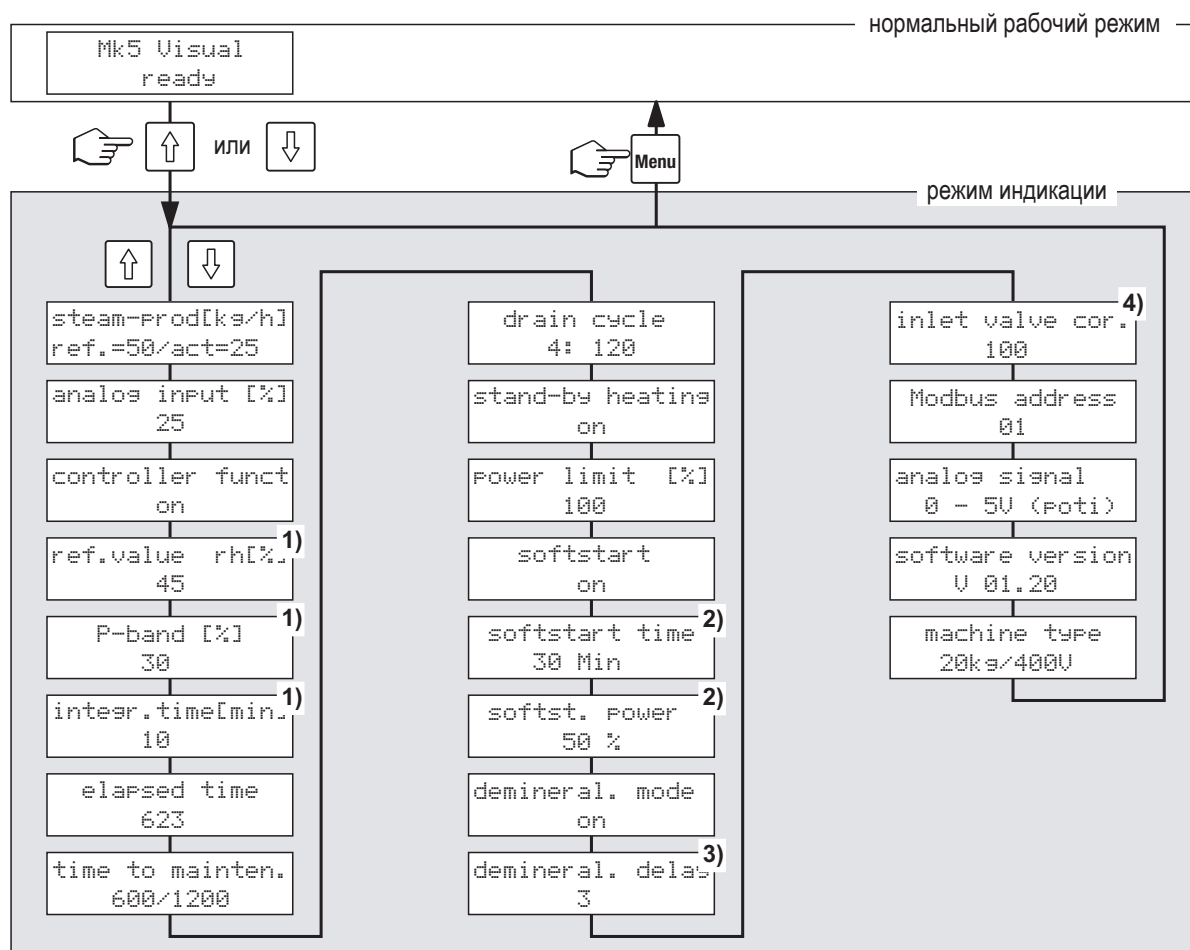 нормальный рабочий режим
Mk5 Visual
ready
или
Menu
режим индикации
steam-prod[kg/h]
ref.=50/act=25
analog input [%]
25
controller funct
on
ref.value rh[%]
1)
45
P-band [%]
1)
30
integr.time[min]
1)
10
elapsed time
623
time to mainten.
600/1200
drain cycle
4: 120
stand-by heating
on
power limit [%]
100
softstart
on
softstart time
2)
30 Min
softst. power
2)
50 %
demineral. mode
on
demineral. delay
3)
3
inlet valve cor.
4)
100
Modbus address
01
analog signal
0 - 5V (poti)
software version
V 01.20
machine type
20kg/400V